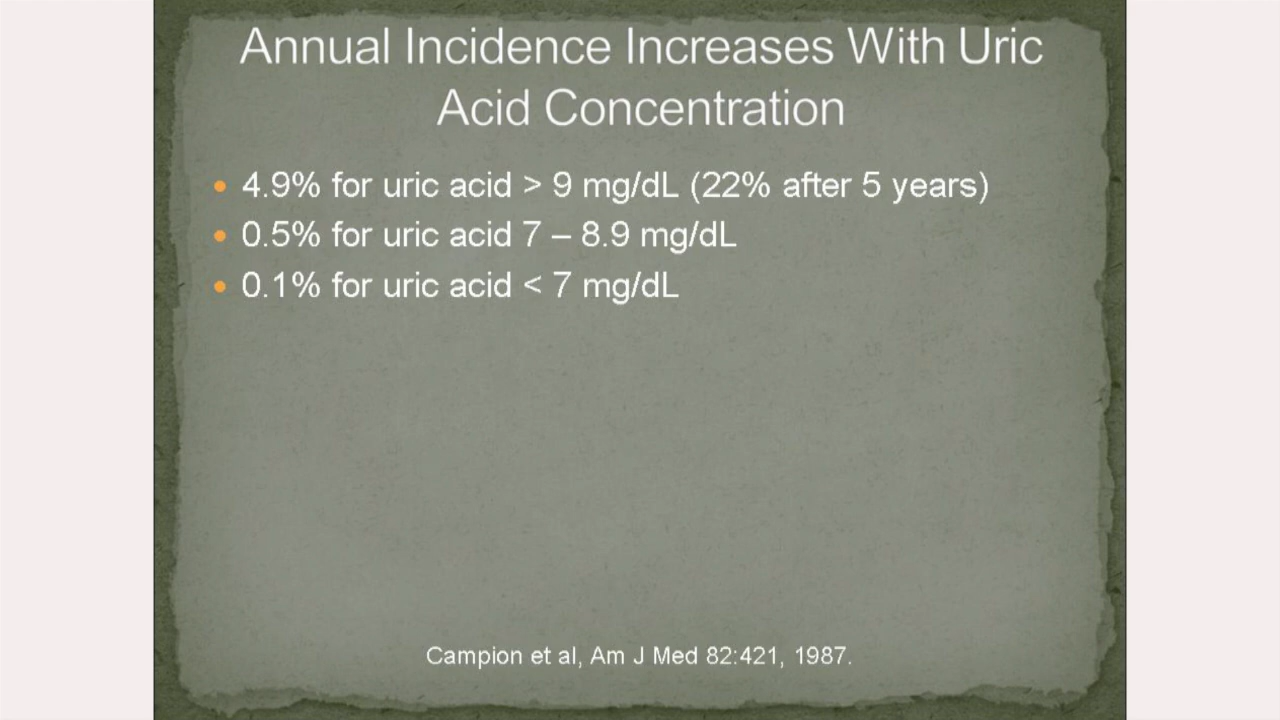 Annual Incidence Increases With Uric
Acid Concentration
• 4.9% for uric acid > 9 mg/dL (22% after 5 years)
• 0.5% for uric acid 7 – 8.9 mg/dL
• 0.1% for uric acid < 7 mg/dL
Campion et al, Am J Med 82:421, 1987.